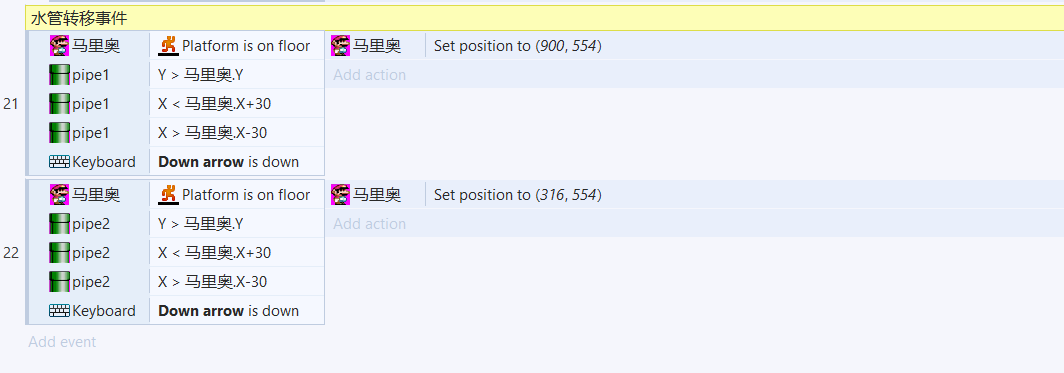 水管转移事件
马里奥 Platform is on floor 马里奥 Set position to (900, 554)
pipe1 Y > 马里奥.Y Add action
21 pipe1 X < 马里奥.X+30
pipe1 X > 马里奥.X-30
Keyboard Down arrow is down
马里奥 Platform is on floor 马里奥 Set position to (316, 554)
pipe2 Y > 马里奥.Y Add action
22 pipe2 X < 马里奥.X+30
pipe2 X > 马里奥.X-30
Keyboard Down arrow is down
Add event